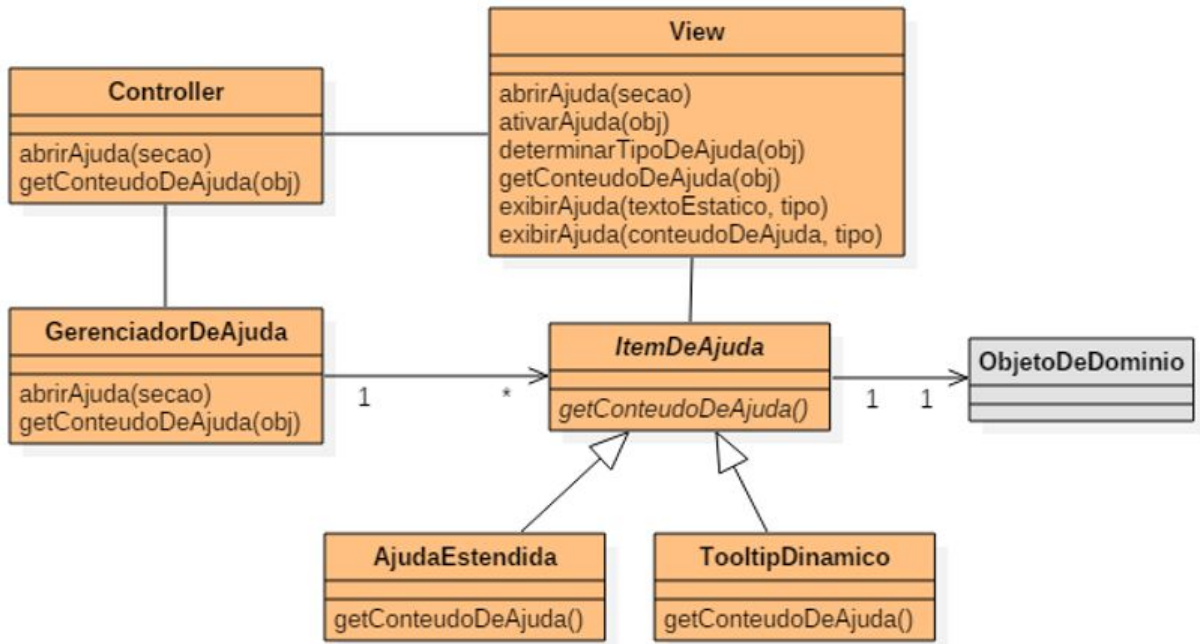 View
abrirAjuda(secao)
ativarAjuda(obj)
determinarTipoDeAjuda(obj)
getConteudoDeAjuda(obj)
exibirAjuda(textoEstatico, tipo)
exibirAjuda(conteudoDeAjuda, tipo)
Controller
abrirAjuda(secao)
getConteudoDeAjuda(obj)
GerenciadorDeAjuda
abrirAjuda(secao)
getConteudoDeAjuda(obj)
1
*
ItemDeAjuda
getConteudoDeAjuda()
1
1
ObjetoDeDominio
AjudaEstendida
getConteudoDeAjuda()
TooltipDinamico
getConteudoDeAjuda()